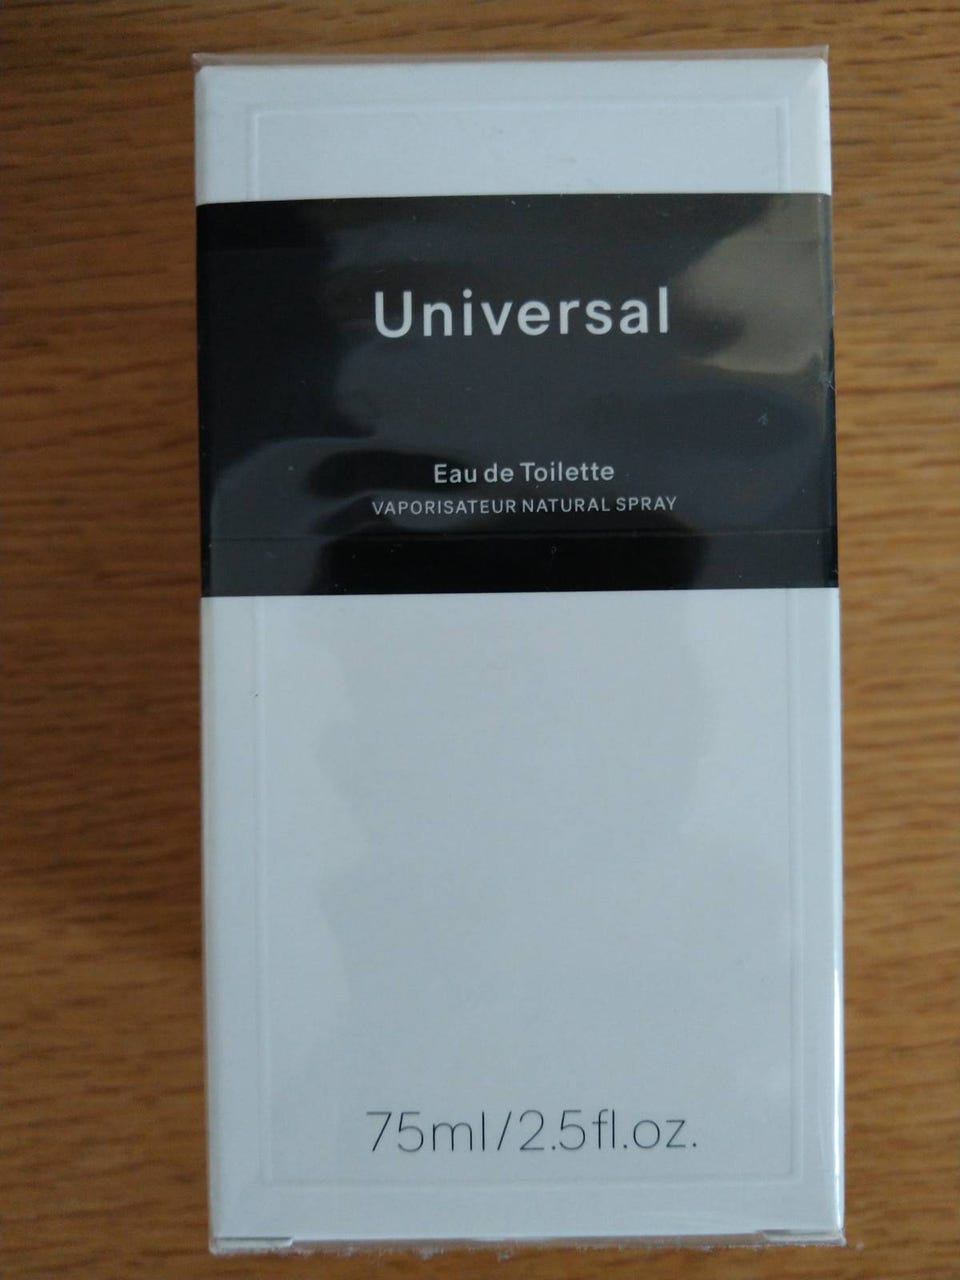 Universal
Eau de Toilette
VAPORISATEUR NATURAL SPRAY
75ml/2.5fl.oz.